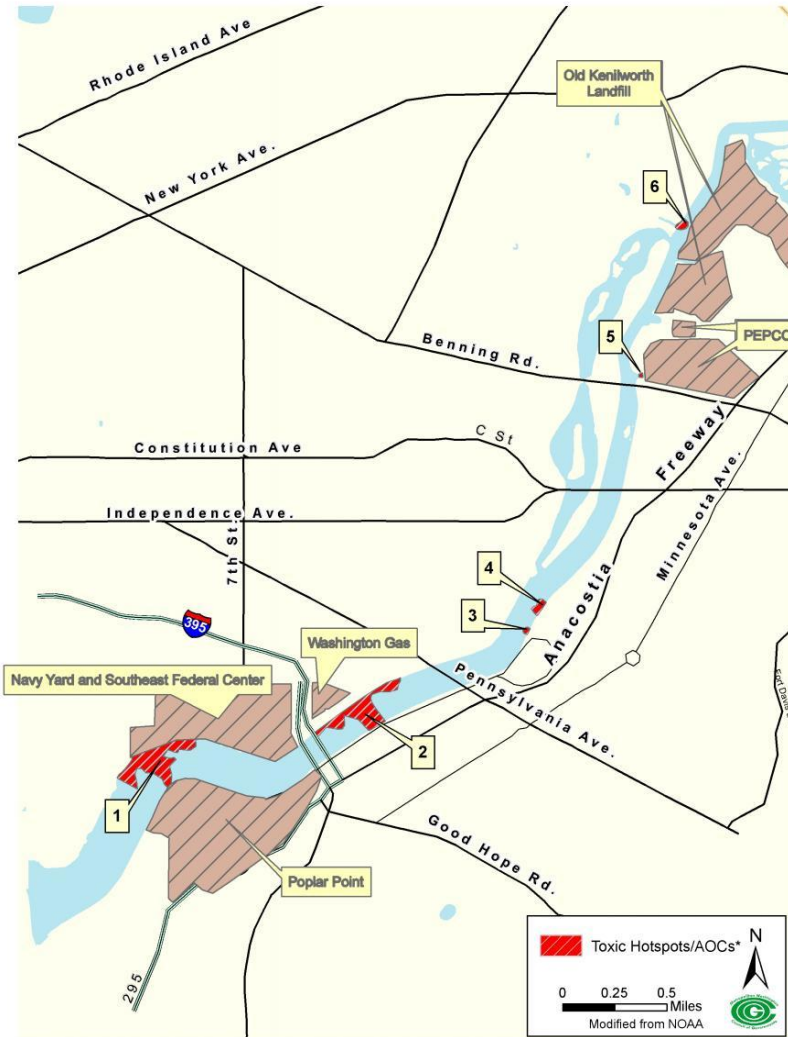 Rhode Island Ave
Old Kenilworth
Landfill
New York Ave.
6
Benning Rd.
5
PEPCO
Freeway
Constitution Ave
C St
Minnesota Ave.
Independence Ave.
7th St.
4
3
Anacostia
395
Washington Gas
Navy Yard and Southeast Federal Center
Pennsylvania Ave.
2
1
Good Hope Rd.
Poplar Point
295
Toxic Hotspots/AOCs*
N
0 0.25 0.5
Miles
Modified from NOAA